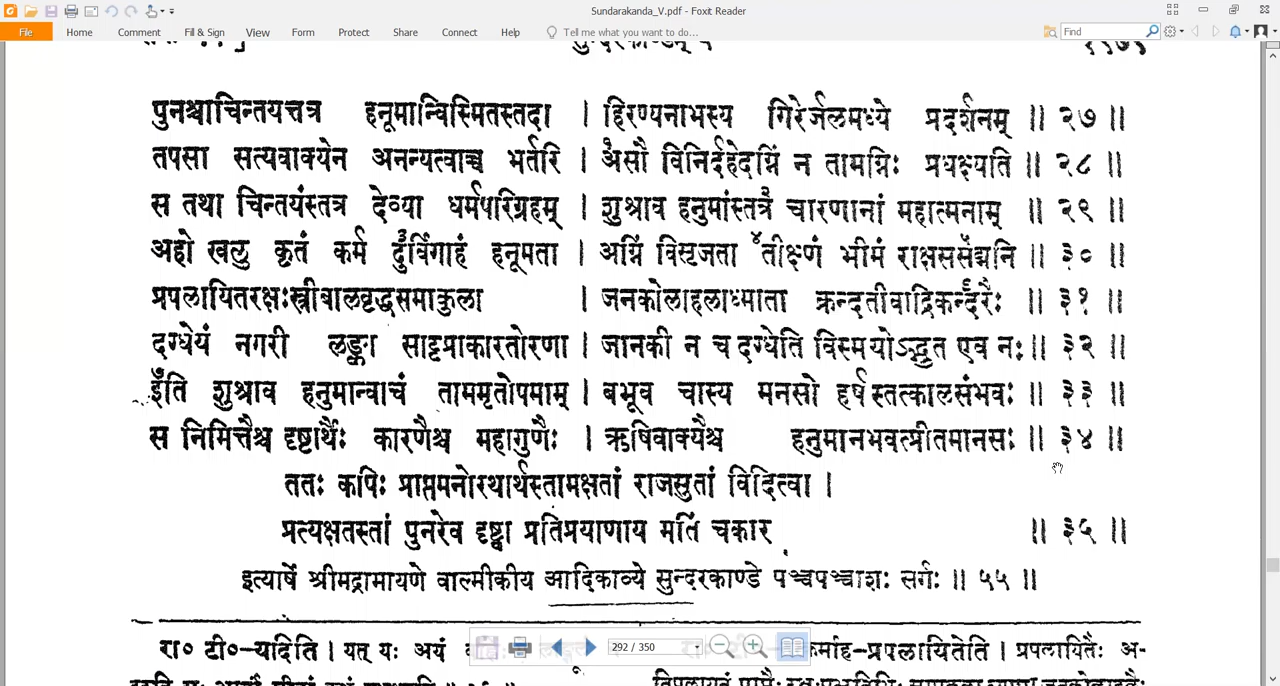 Sundarakanda_V.pdf - Foxit Reader
File Home Comment Fill & Sign View Form Protect Share Connect Help Tell me what you want to do... Find
सुन्दरकाण्डम् १९७९
पुनश्चाचिन्तयत्तत्र हनूमान्विस्मितस्तदा । हिरण्यनाभस्य गिरेर्जलमध्ये प्रदर्शनम् ॥ २७ ॥
तपसा सत्यवाक्येन अनन्यत्वाच्च भर्तरि । असौ विनिर्दहेदग्निं न तामग्निः प्रधक्ष्यति ॥ २८ ॥
स तथा चिन्तयंस्तत्र देव्या धर्मपरिग्रहम् । शुश्राव हनुमांस्तत्र चारणानां महात्मनाम् ॥ २९ ॥
अहो खलु कृतं कर्म दुर्विगाहं हनूमता । अग्निं विसृजता तीक्ष्णं भीमं राक्षससद्मनि ॥ ३० ॥
प्रपलायितरक्षःस्त्रीबालवृद्धसमाकुला । जनकोलाहलाध्माता क्रन्दतीवाद्रिकन्दरैः ॥ ३१ ॥
दग्धेयं नगरी लङ्का साट्टप्राकारतोरणा । जानकी न च दग्धेति विस्मयोऽद्भुत एव नः ॥ ३२ ॥
इति शुश्राव हनुमान्वाचं ताममृतोपमाम् । बभूव चास्य मनसो हर्षस्तत्कालसंभवः ॥ ३३ ॥
स निमित्तैश्च दृष्टार्थैः कारणैश्च महागुणैः । ऋषिवाक्यैश्च हनुमानभवत्प्रीतमानसः ॥ ३४ ॥
ततः कपिः प्राप्तमनोरथार्थस्तामक्षतां राजसुतां विदित्वा ।
प्रत्यक्षतस्तां पुनरेव दृष्ट्वा प्रतिप्रयाणाय मतिं चकार ॥ ३५ ॥
इत्यार्षे श्रीमद्रामायणे वाल्मीकीय आदिकाव्ये सुन्दरकाण्डे पञ्चपञ्चाशः सर्गः ॥ ५५ ॥
रा० टी०-यदिति । यत् यः अयं 292 / 350 र्माह-प्रपलायितेति । प्रपलायितैः अ-